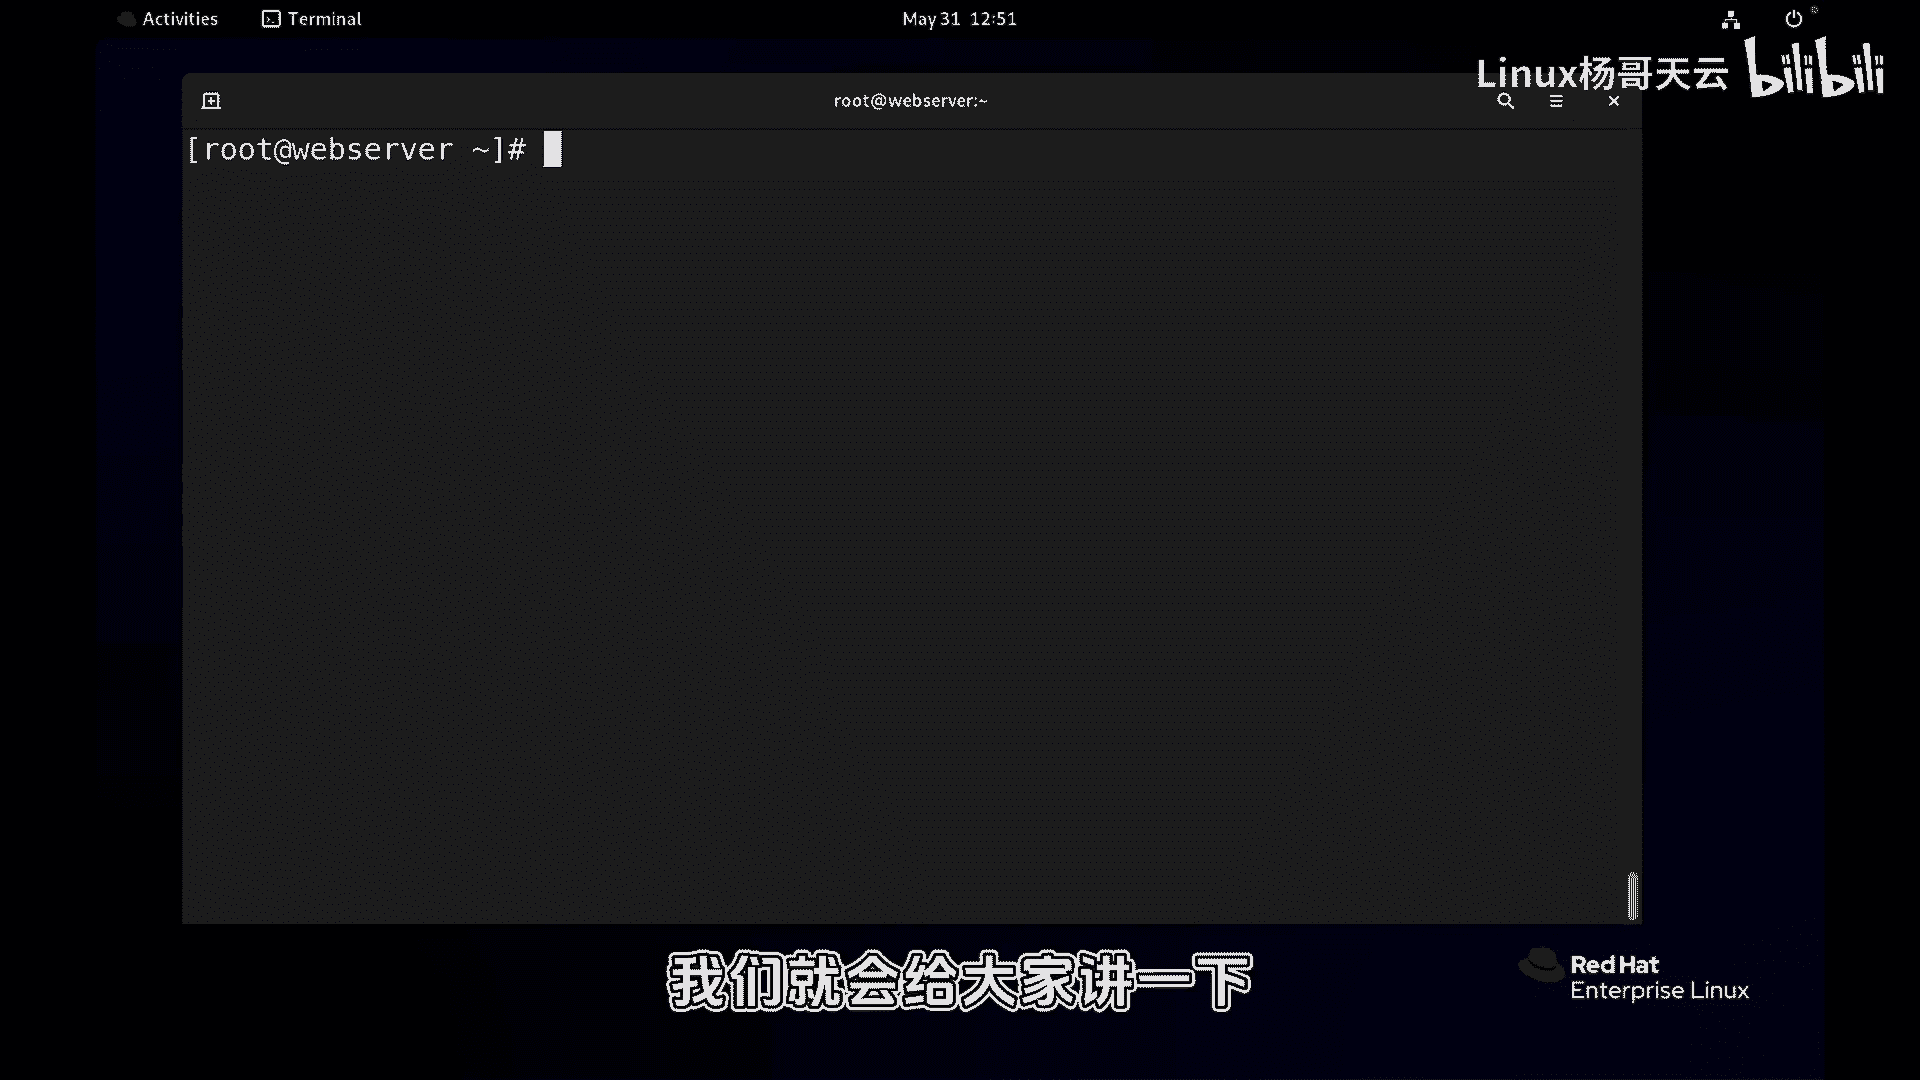 Activities
Terminal
May 31 12:51
Linux杨哥天云 bilibili
root@webserver:~
[root@webserver ~]#
我们就会给大家讲一下
Red Hat
Enterprise Linux